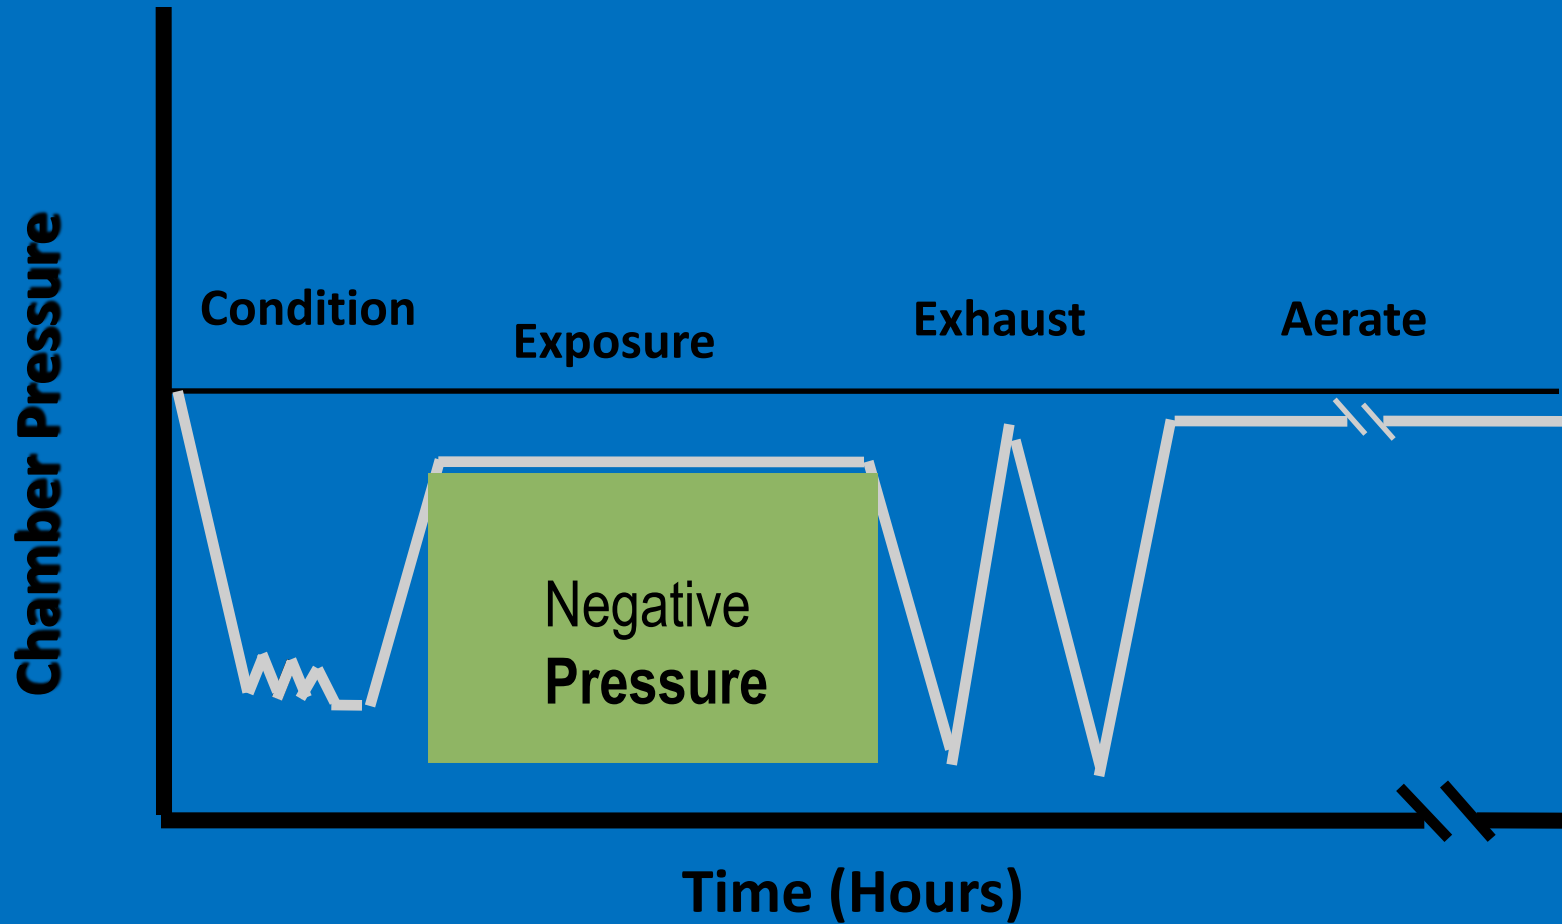 Chamber Pressure
Condition
Exposure
Exhaust
Aerate
Negative
Pressure
Time (Hours)